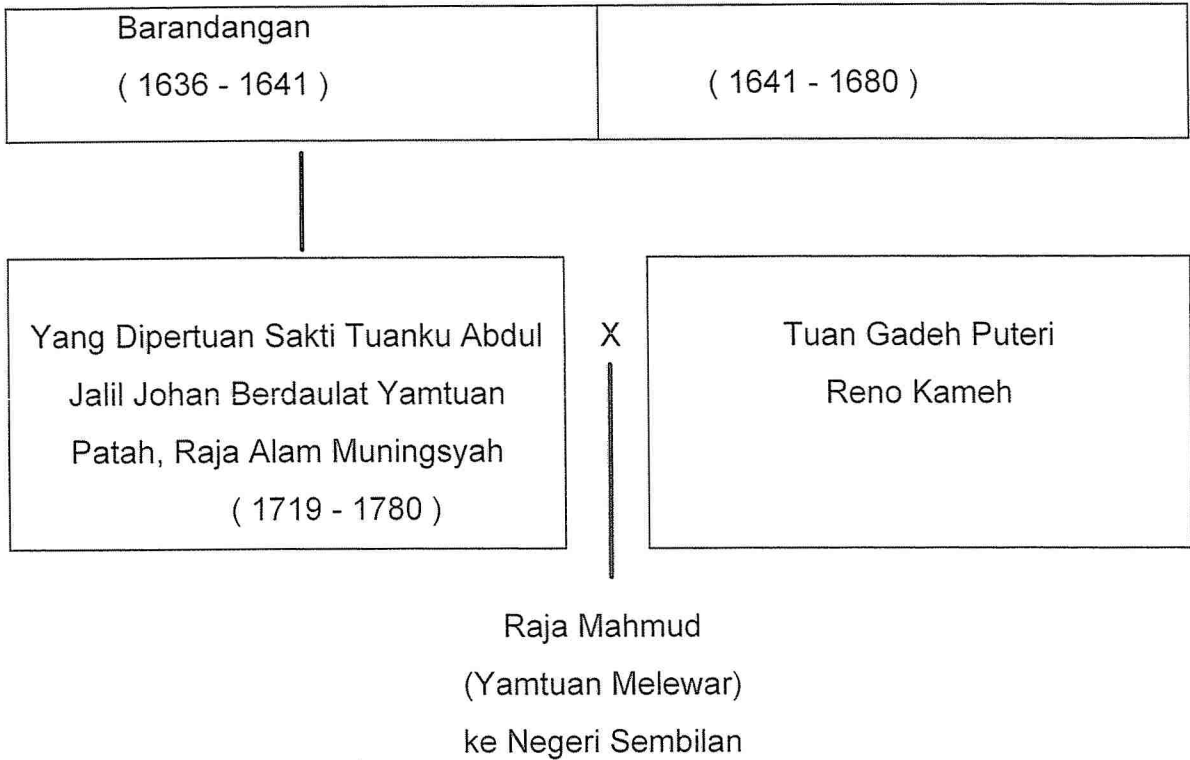 Barandangan
( 1636 - 1641 )
( 1641 - 1680 )
Yang Dipertuan Sakti Tuanku Abdul
Jalil Johan Berdaulat Yamtuan
Patah, Raja Alam Muningsyah
( 1719 - 1780 )
X
Tuan Gadeh Puteri
Reno Kameh
Raja Mahmud
(Yamtuan Melewar)
ke Negeri Sembilan